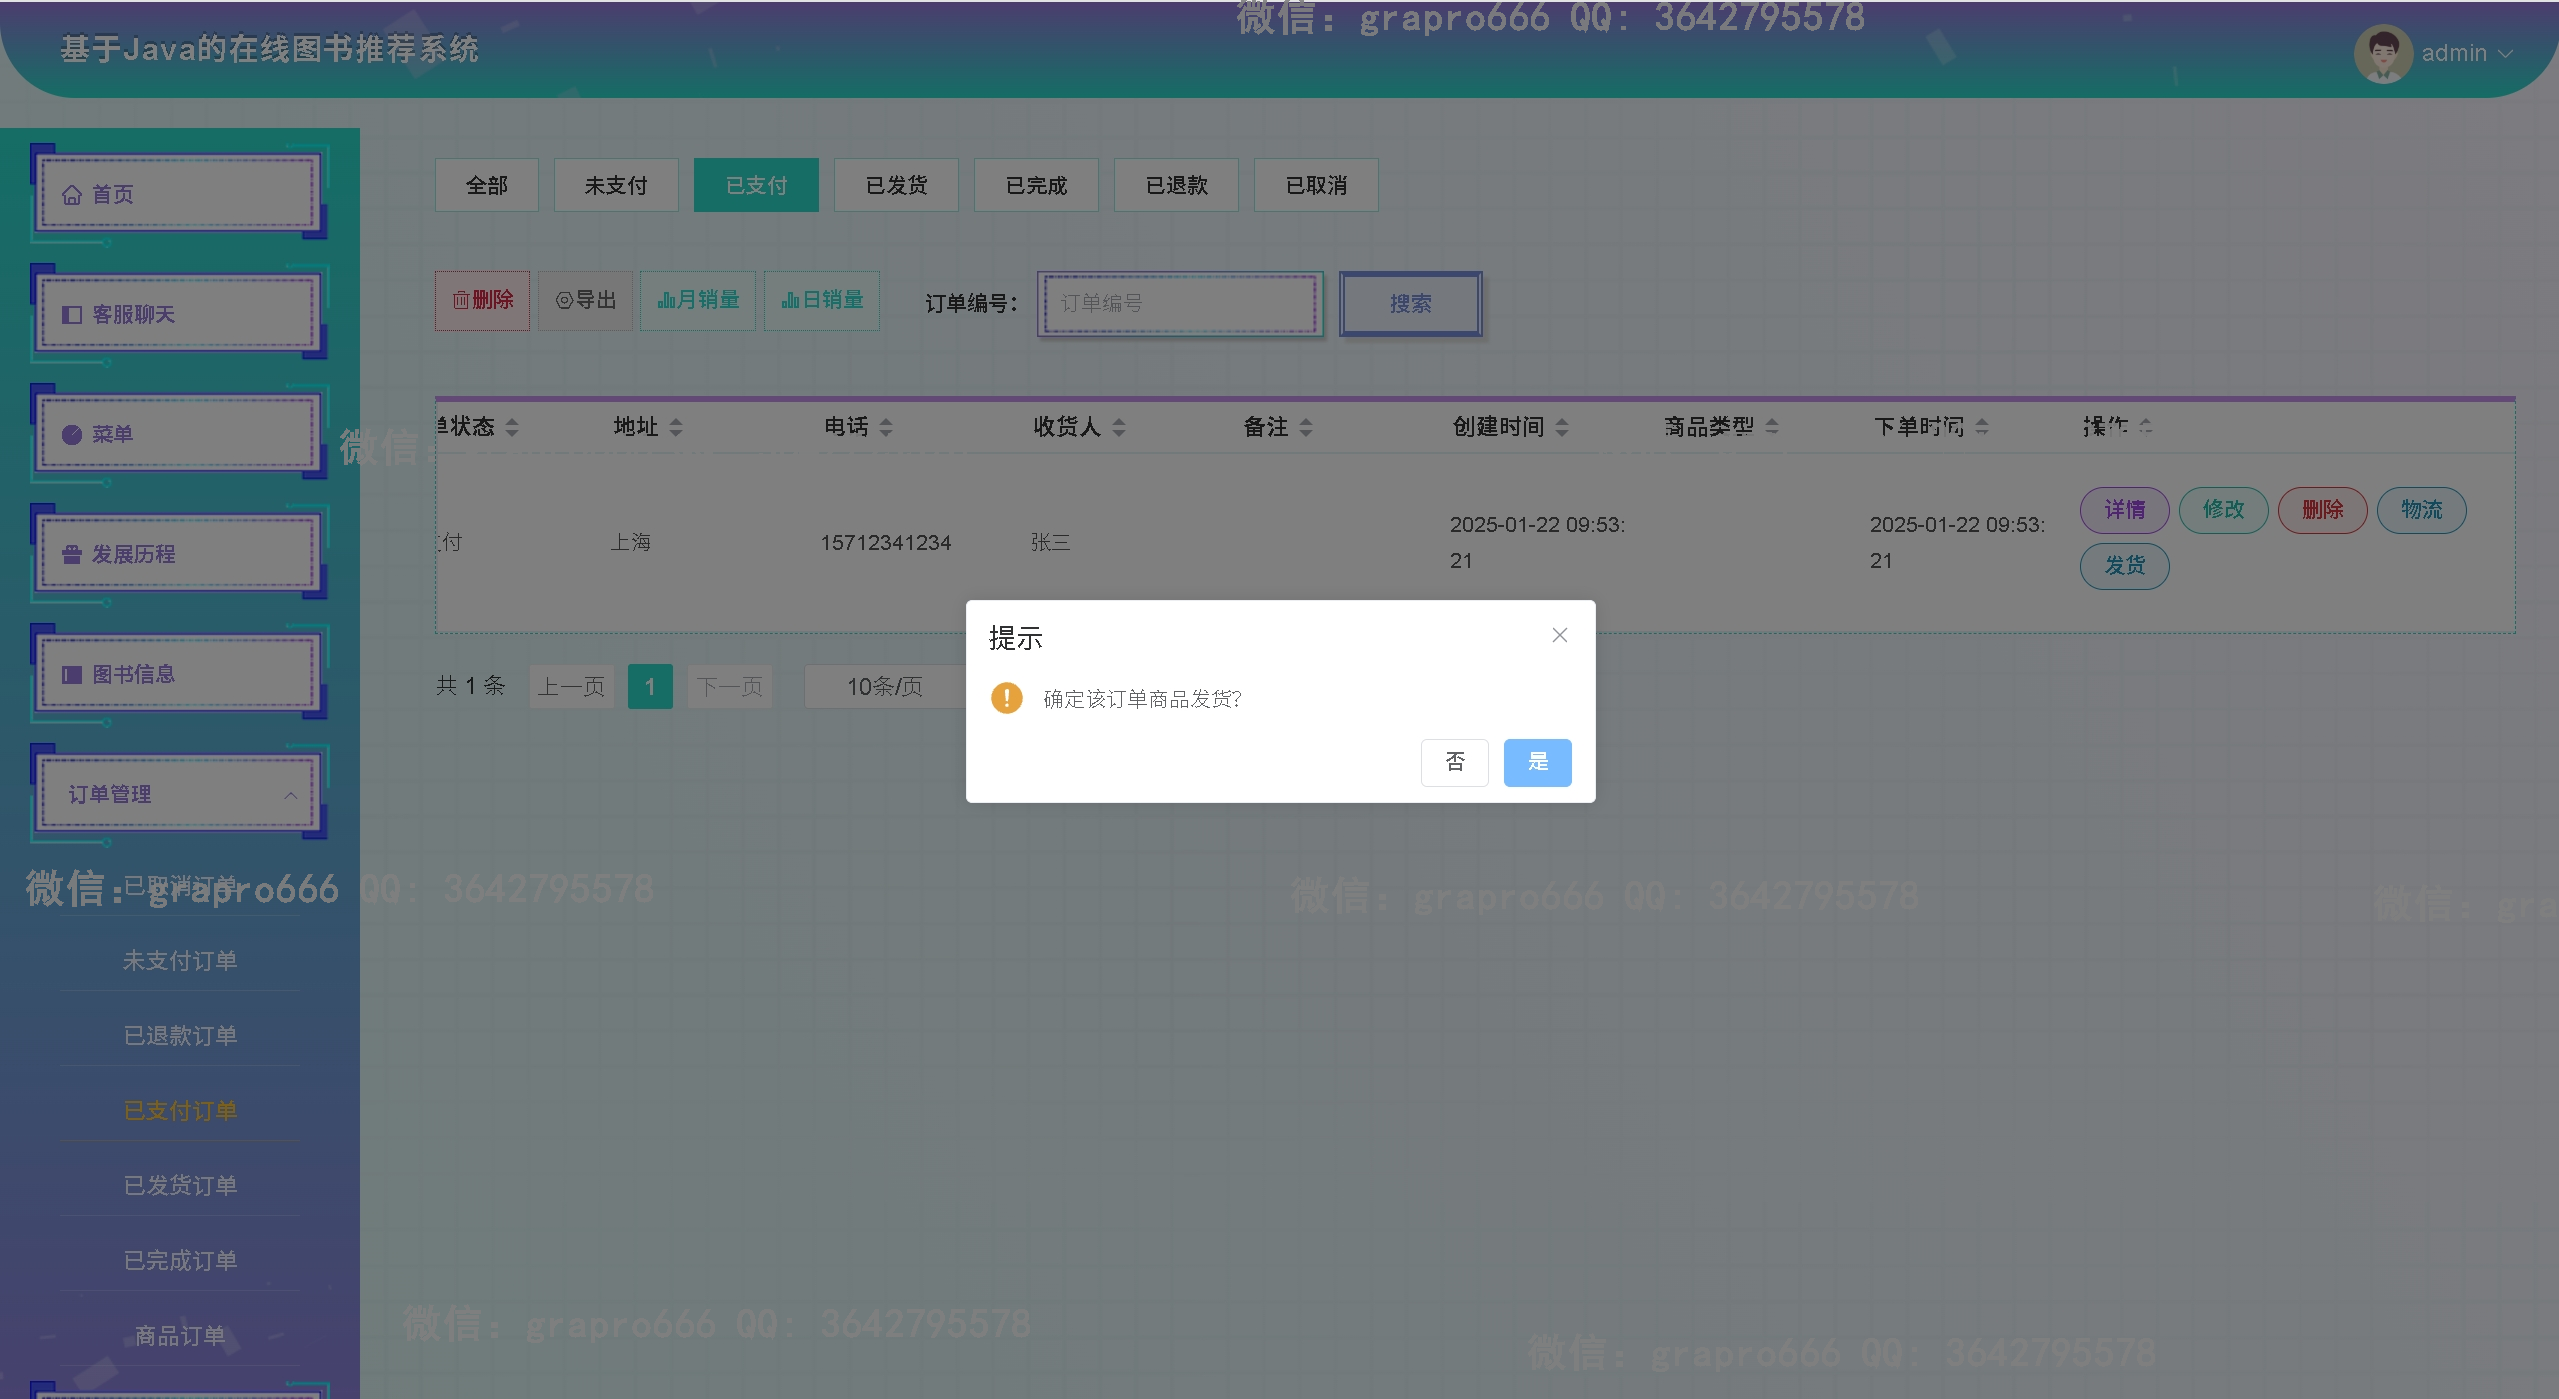 微信: grapro666 QQ: 3642795578
基于Java的在线图书推荐系统
admin
首页
客服聊天
菜单
发展历程
图书信息
订单管理
已取消订单
未支付订单
已退款订单
已支付订单
已发货订单
已完成订单
商品订单
全部 未支付 已支付 已发货 已完成 已退款 已取消
删除 导出 月销量 日销量 订单编号: 订单编号 搜索
单状态 地址 电话 收货人 备注 创建时间 商品类型 下单时间 操作
付 上海 15712341234 张三 2025-01-22 09:53:21 2025-01-22 09:53:21 详情 修改 删除 物流
发货
共 1 条 上一页 1 下一页 10条/页
提示
确定该订单商品发货?
否 是
微信:
微信: grapro666 QQ: 3642795578
微信: grapro666 QQ: 3642795578
微信: gra
微信: grapro666 QQ: 3642795578
微信: grapro666 QQ: 3642795578